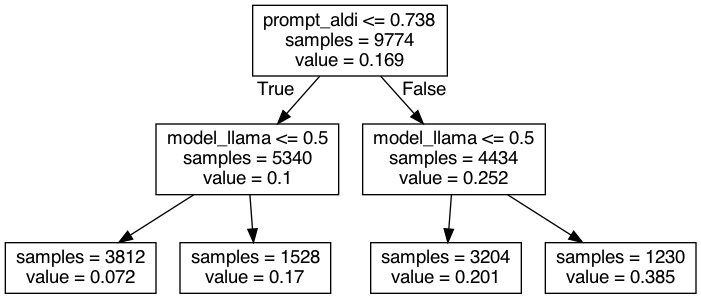 prompt_aldi <= 0.738
samples = 9774
value = 0.169
True
False
model_llama <= 0.5
samples = 5340
value = 0.1
model_llama <= 0.5
samples = 4434
value = 0.252
samples = 3812
value = 0.072
samples = 1528
value = 0.17
samples = 3204
value = 0.201
samples = 1230
value = 0.385